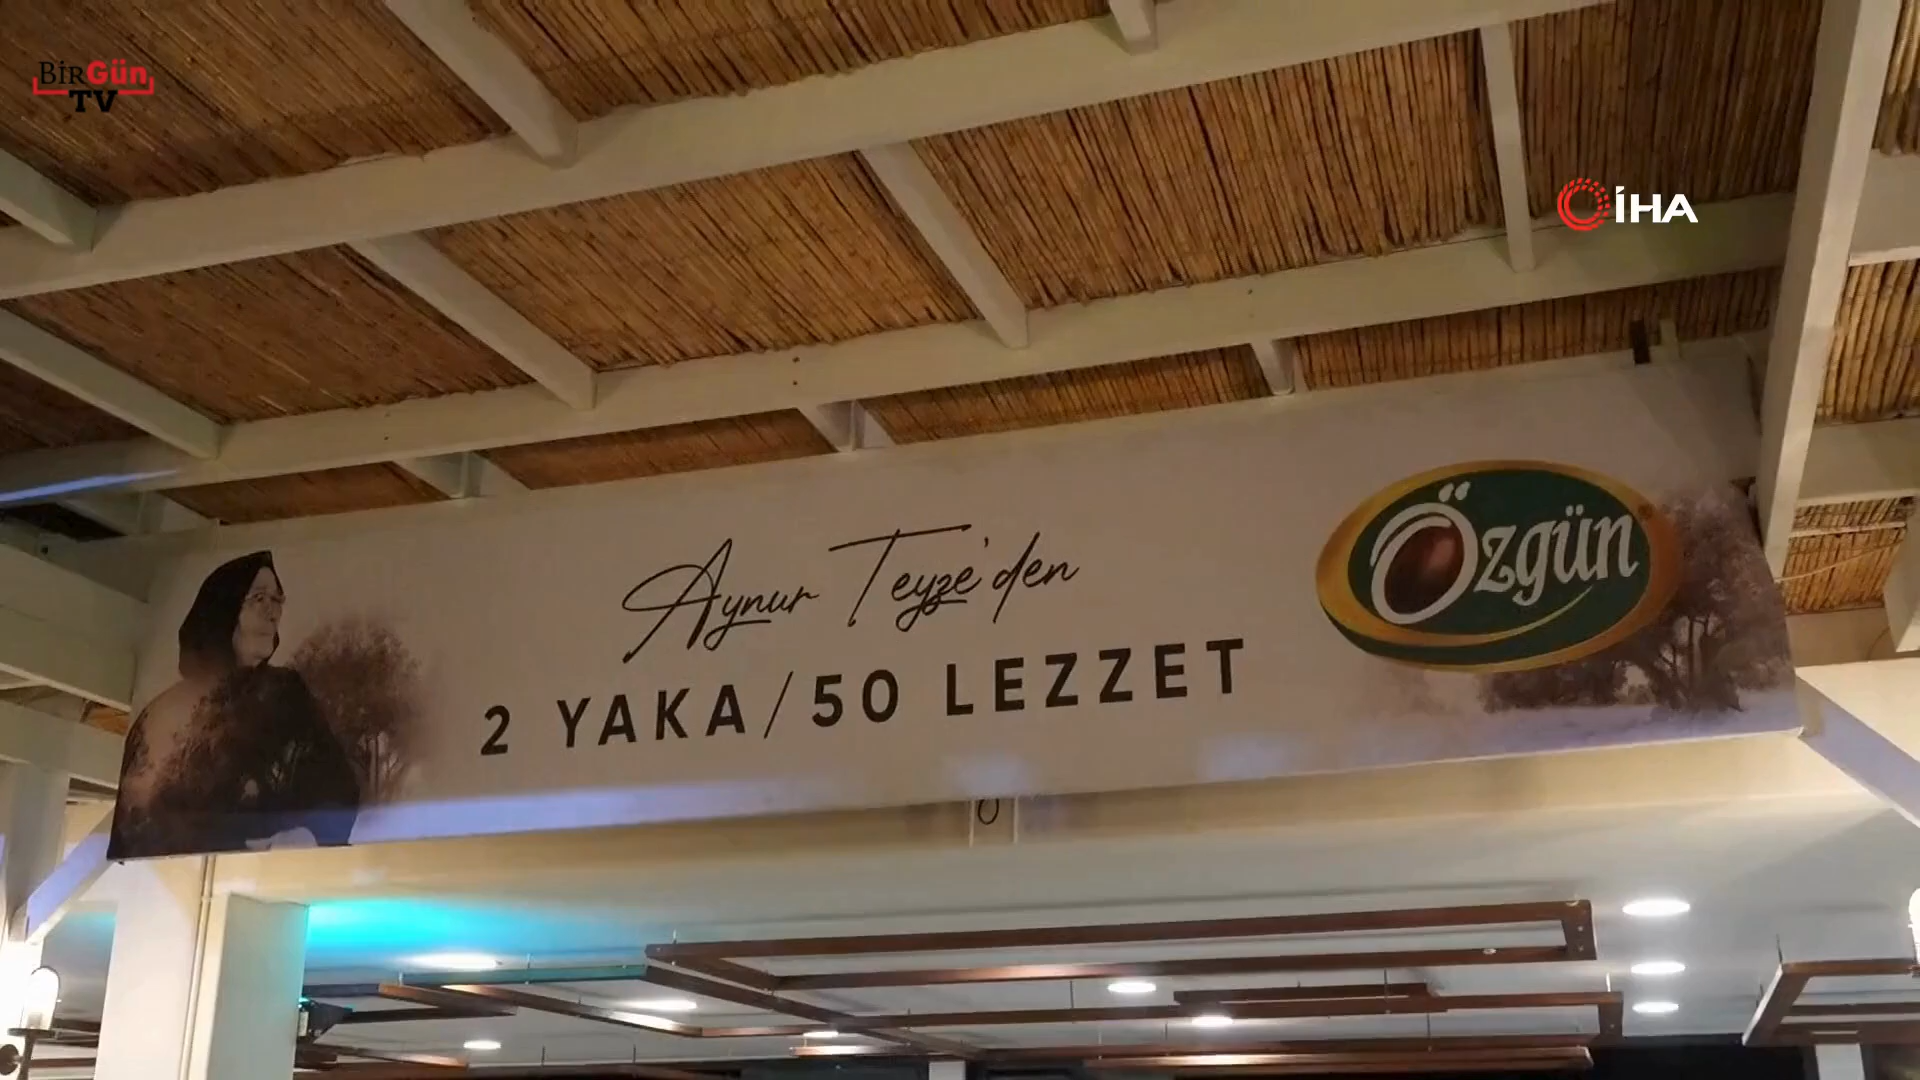 BirGün
TV
İHA
Aynur Teyze'den
2 YAKA/50 LEZZET
Özgün